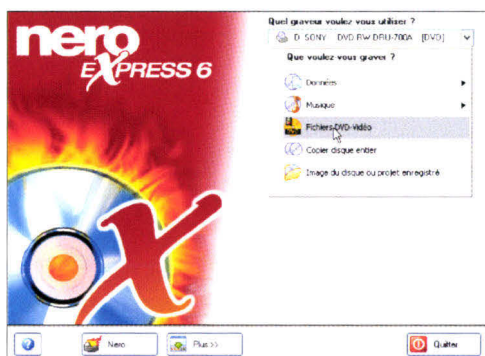 nero
EXPRESS 6
Quel graveur voulez vous utiliser ?
D: SONY DVD RW DRU-700A [DVD]
Que voulez-vous graver ?
Données
Musique
Fichiers DVD-Vidéo
Copier disque entier
Image du disque ou projet enregistré
Nero
Plus >>
Quitter